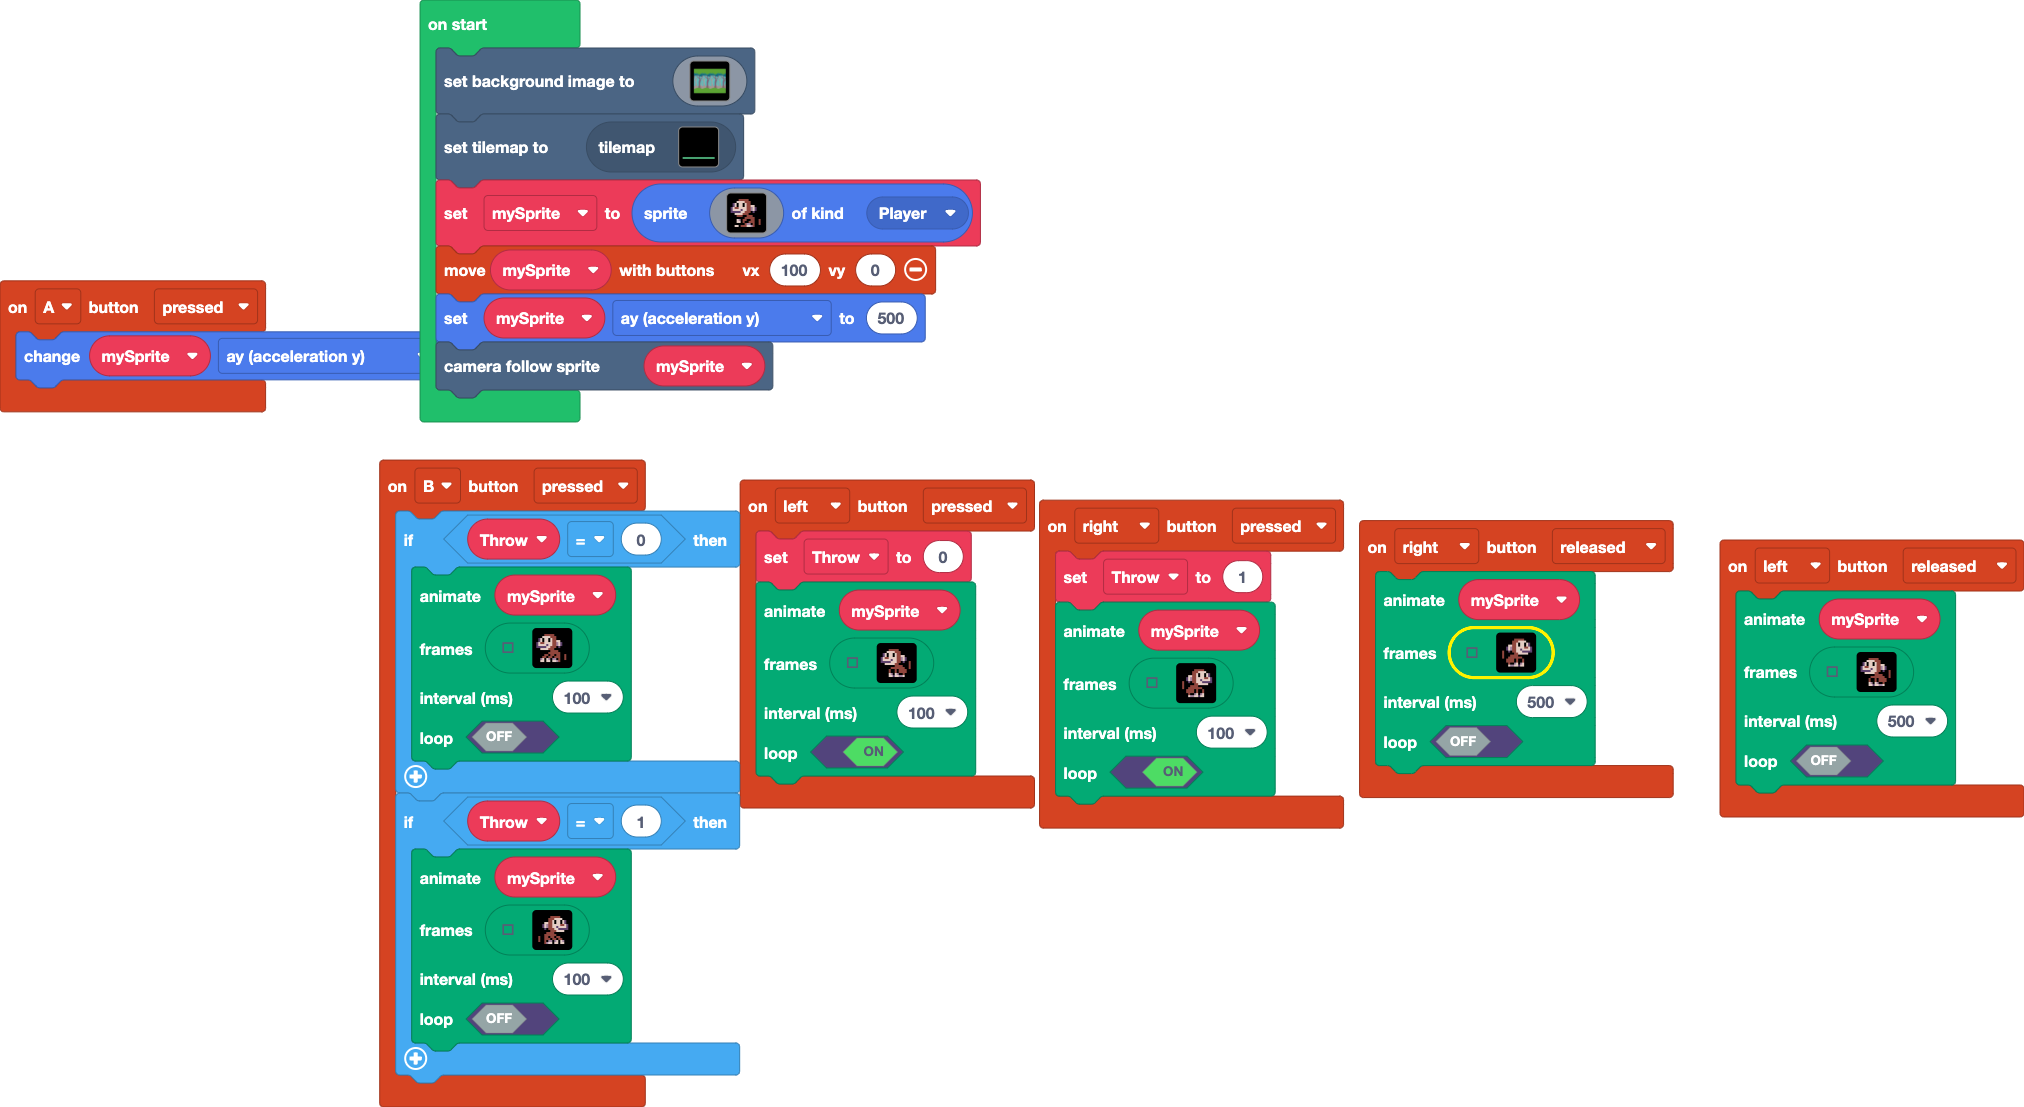 on start
set background image to
set tilemap to tilemap
set mySprite to sprite of kind Player
move mySprite with buttons vx 100 vy 0
set mySprite ay (acceleration y) to 500
camera follow sprite mySprite
on A button pressed
change mySprite ay (acceleration y)
on B button pressed
if Throw = 0 then
animate mySprite
frames
interval (ms) 100
loop OFF
if Throw = 1 then
animate mySprite
frames
interval (ms) 100
loop OFF
on left button pressed
set Throw to 0
animate mySprite
frames
interval (ms) 100
loop ON
on right button pressed
set Throw to 1
animate mySprite
frames
interval (ms) 100
loop ON
on right button released
animate mySprite
frames
interval (ms) 500
loop OFF
on left button released
animate mySprite
frames
interval (ms) 500
loop OFF